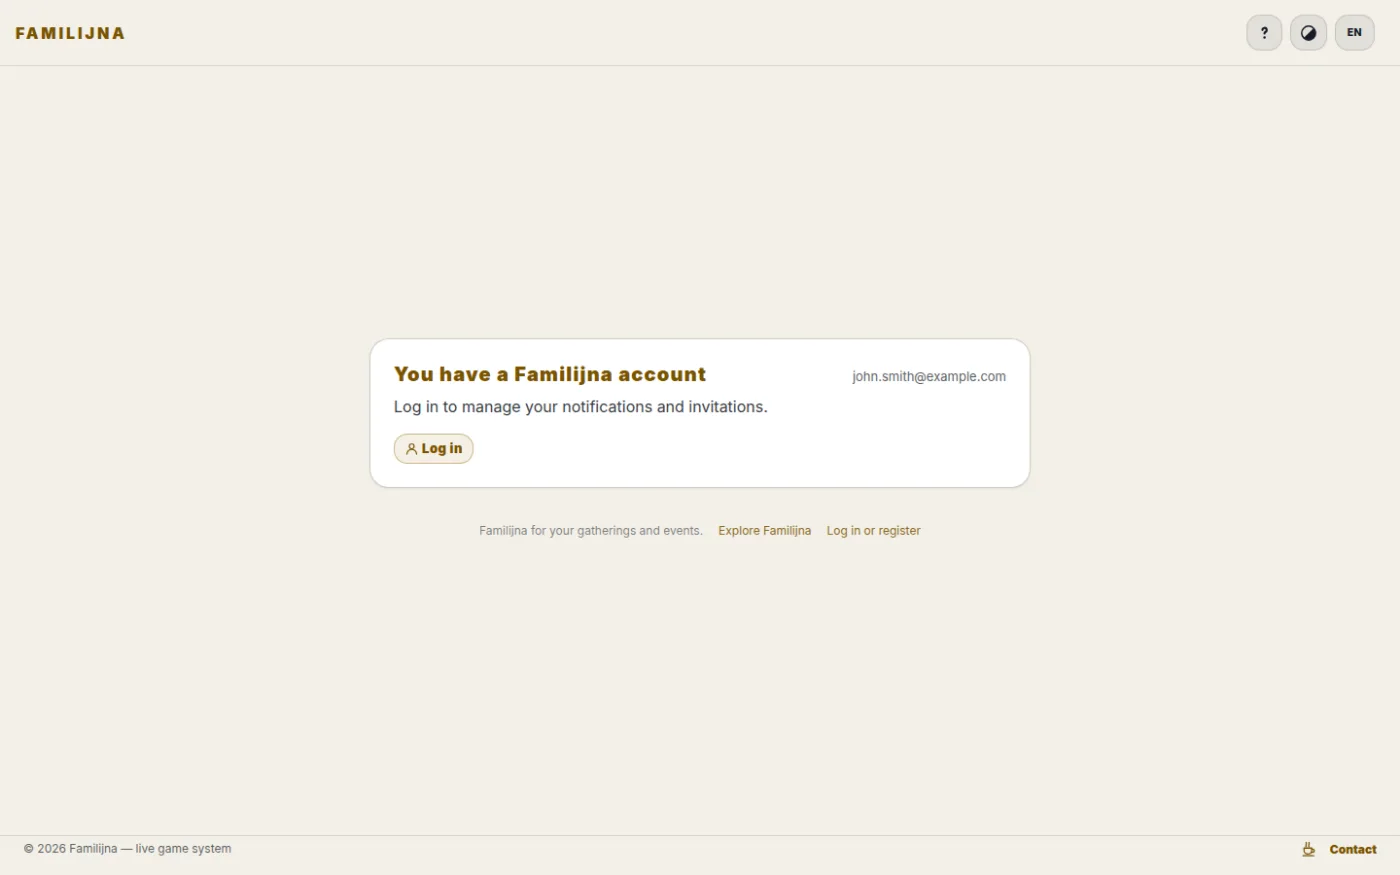 FAMILIJNA
?
EN
You have a Familijna account
john.smith@example.com
Log in to manage your notifications and invitations.
Log in
Familijna for your gatherings and events. Explore Familijna Log in or register
© 2026 Familijna — live game system
Contact